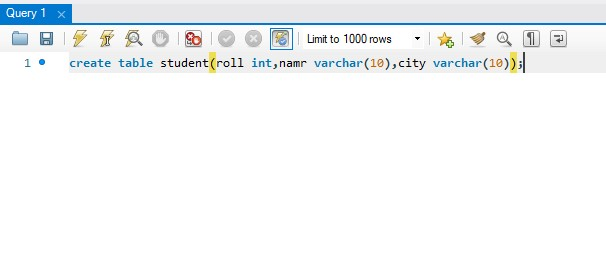 Query 1
Limit to 1000 rows
1 create table student(roll int,namr varchar(10),city varchar(10));